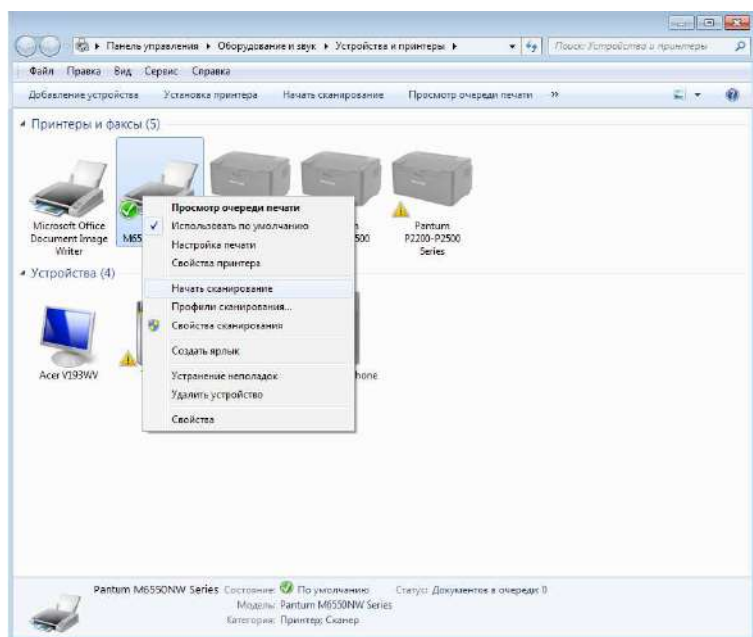 Панель управления ▸ Оборудование и звук ▸ Устройства и принтеры ▸
Поиск: Устройства и принтеры
Файл Правка Вид Сервис Справка
Добавление устройства Установка принтера Начать сканирование Просмотр очереди печати »
Принтеры и факсы (5)
Microsoft Office Document Image Writer
M65
500
Pantum P2200-P2500 Series
Просмотр очереди печати
Использовать по умолчанию
Настройка печати
Свойства принтера
Начать сканирование
Профили сканирования...
Свойства сканирования
Создать ярлык
Устранение неполадок
Удалить устройство
Свойства
Устройства (4)
Acer V193WV
hone
Pantum M6550NW Series Состояние: По умолчанию Статус: Документов в очереди: 0
Модель: Pantum M6550NW Series
Категория: Принтер; Сканер